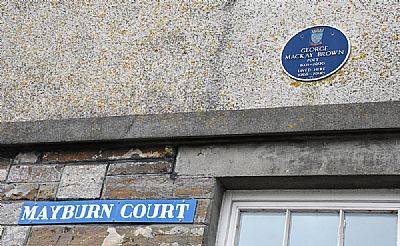 GEORGE
MACKAY BROWN
POET
LIVED HERE
MAYBURN COURT